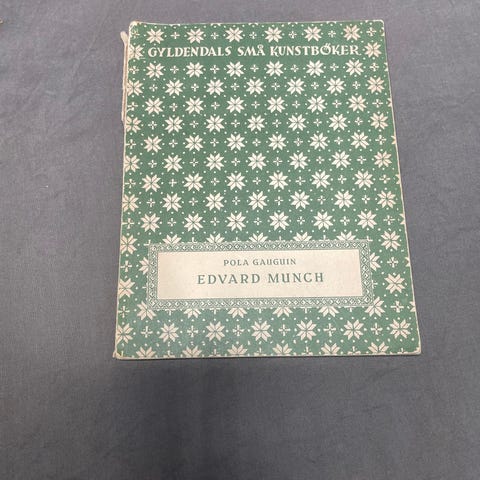 GYLDENDALS SMÅ KUNSTBØKER
POLA GAUGUIN
EDVARD MUNCH